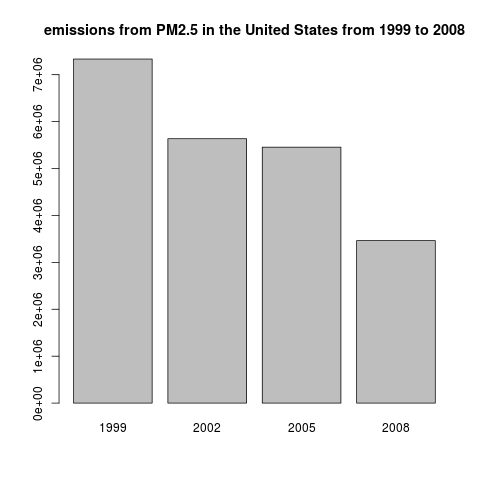 emissions from PM2.5 in the United States from 1999 to 2008
7e+06
6e+06
5e+06
4e+06
3e+06
2e+06
1e+06
0e+00
1999 2002 2005 2008